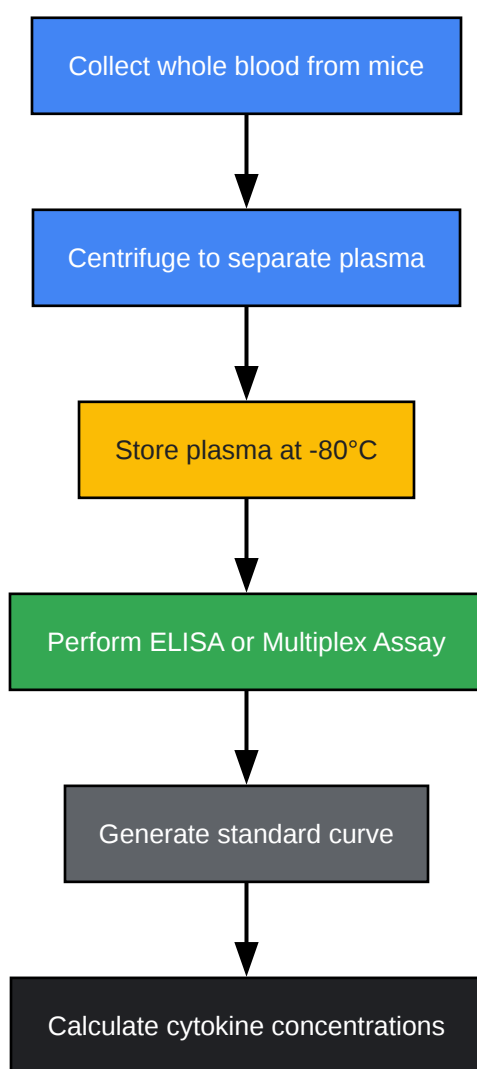 Collect whole blood from mice
Centrifuge to separate plasma
Store plasma at -80°C
Perform ELISA or Multiplex Assay
Generate standard curve
Calculate cytokine concentrations